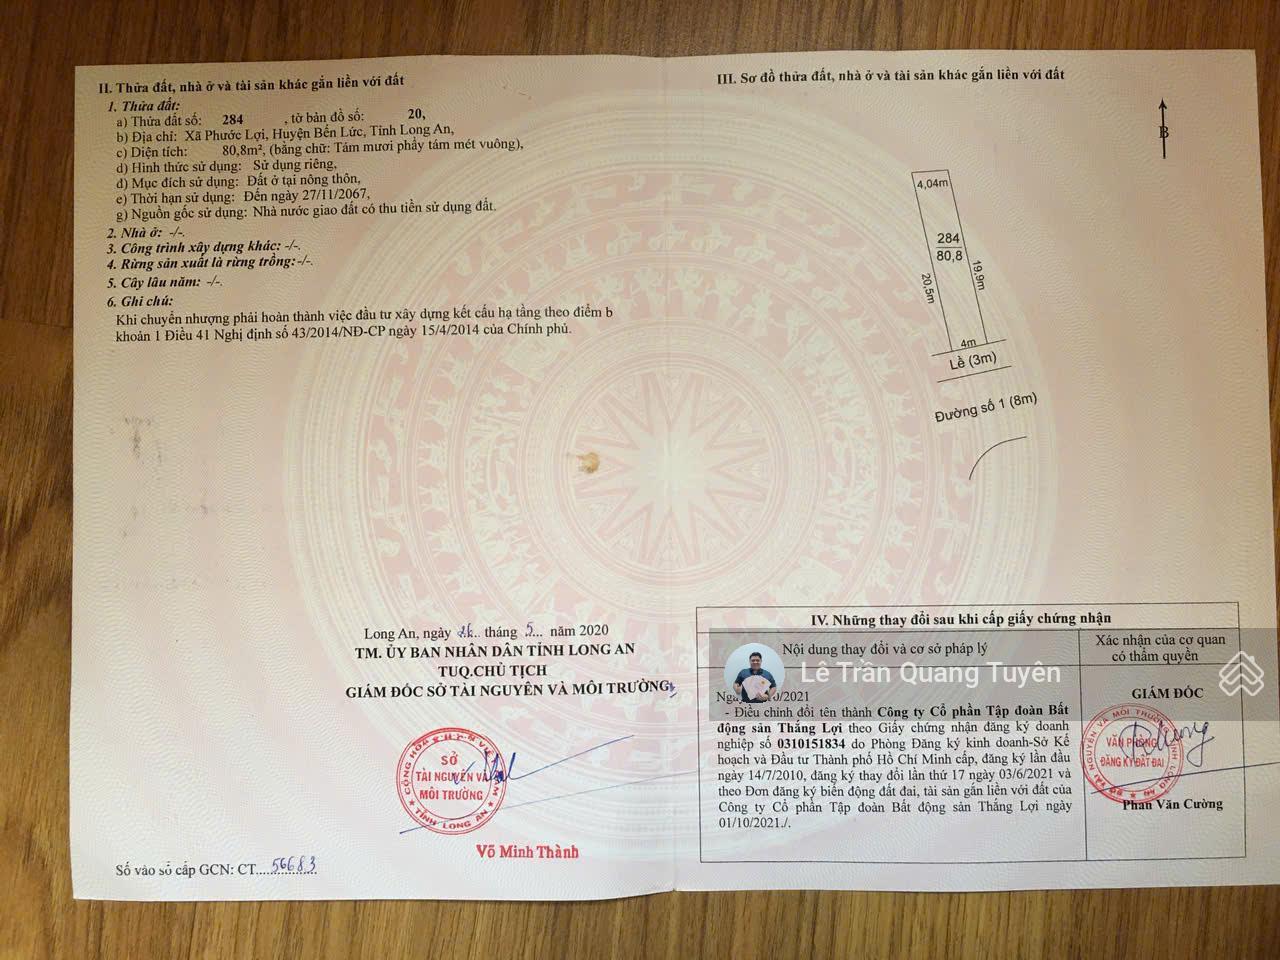 II. Thửa đất, nhà ở và tài sản khác gắn liền với đất
1. Thửa đất:
a) Thửa đất số: 284 , tờ bản đồ số: 20,
b) Địa chỉ: Xã Phước Lợi, Huyện Bến Lức, Tỉnh Long An,
c) Diện tích: 80,8m², (bằng chữ: Tám mươi phẩy tám mét vuông),
d) Hình thức sử dụng: Sử dụng riêng,
đ) Mục đích sử dụng: Đất ở tại nông thôn,
e) Thời hạn sử dụng: Đến ngày 27/11/2067,
g) Nguồn gốc sử dụng: Nhà nước giao đất có thu tiền sử dụng đất.
2. Nhà ở: -/-.
3. Công trình xây dựng khác: -/-.
4. Rừng sản xuất là rừng trồng:-/-.
5. Cây lâu năm: -/-.
6. Ghi chú:
Khi chuyển nhượng phải hoàn thành việc đầu tư xây dựng kết cấu hạ tầng theo điểm b
khoản 1 Điều 41 Nghị định số 43/2014/NĐ-CP ngày 15/4/2014 của Chính phủ.
Long An, ngày 26 tháng 5 năm 2020
TM. ỦY BAN NHÂN DÂN TỈNH LONG AN
TUQ.CHỦ TỊCH
GIÁM ĐỐC SỞ TÀI NGUYÊN VÀ MÔI TRƯỜNG
SỞ
TÀI NGUYÊN VÀ
MÔI TRƯỜNG
TỈNH LONG AN
Võ Minh Thành
Số vào sổ cấp GCN: CT....56683
III. Sơ đồ thửa đất, nhà ở và tài sản khác gắn liền với đất
B
4,04m
284
80,8
20,5m
19,9m
4m
Lề (3m)
Đường số 1 (8m)
IV. Những thay đổi sau khi cấp giấy chứng nhận
Nội dung thay đổi và cơ sở pháp lý
Xác nhận của cơ quan
có thẩm quyền
Lê Trần Quang Tuyên
0/2021
- Điều chỉnh đổi tên thành Công ty Cổ phần Tập đoàn Bất
động sản Thắng Lợi theo Giấy chứng nhận đăng ký doanh
nghiệp số 0310151834 do Phòng Đăng ký kinh doanh-Sở Kế
hoạch và Đầu tư Thành phố Hồ Chí Minh cấp, đăng ký lần đầu
ngày 14/7/2010, đăng ký thay đổi lần thứ 17 ngày 03/6/2021 và
theo Đơn đăng ký biến động đất đai, tài sản gắn liền với đất của
Công ty Cổ phần Tập đoàn Bất động sản Thắng Lợi ngày
01/10/2021./.
GIÁM ĐỐC
VĂN PHÒNG
ĐĂNG KÝ ĐẤT ĐAI
Phan Văn Cường